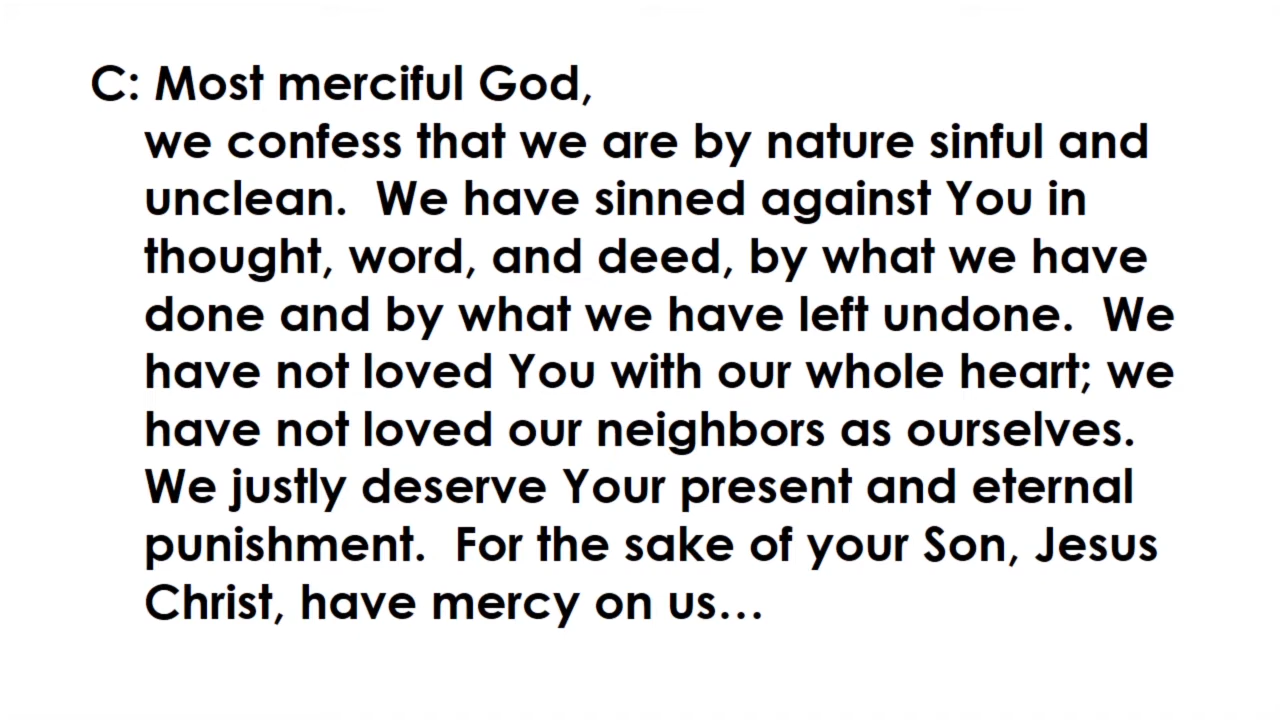 C: Most merciful God,
we confess that we are by nature sinful and
unclean.  We have sinned against You in
thought, word, and deed, by what we have
done and by what we have left undone.  We
have not loved You with our whole heart; we
have not loved our neighbors as ourselves.
We justly deserve Your present and eternal
punishment.  For the sake of your Son, Jesus
Christ, have mercy on us…